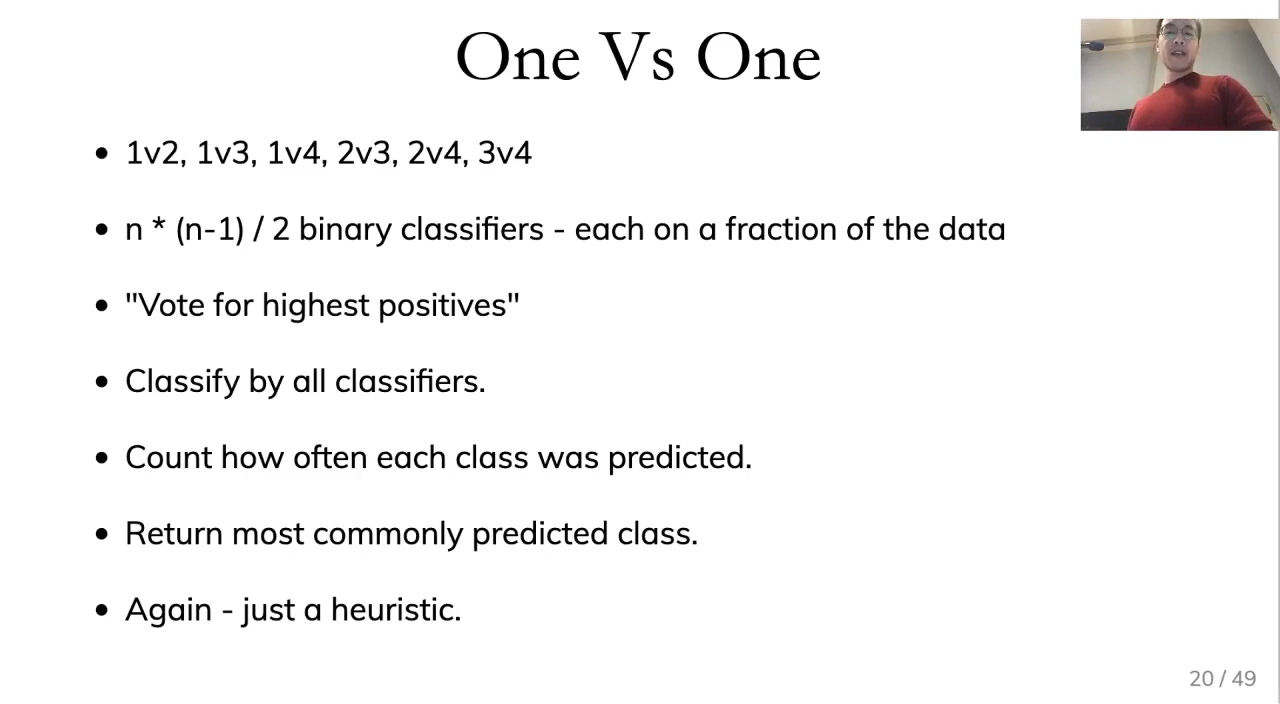 One Vs One
1v2, 1v3, 1v4, 2v3, 2v4, 3v4
n * (n-1) / 2 binary classifiers - each on a fraction of the data
"Vote for highest positives"
Classify by all classifiers.
Count how often each class was predicted.
Return most commonly predicted class.
Again - just a heuristic.
20 / 49